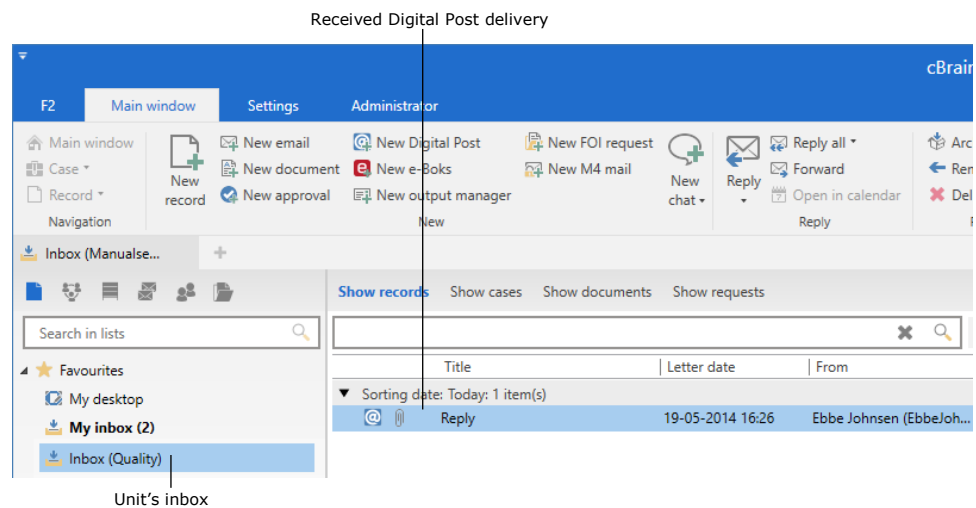 Received Digital Post delivery
cBrain
F2 Main window Settings Administrator
Main window New email New Digital Post New FOI request Reply all Arc
Case New document New e-Boks New M4 mail Forward Rem
Record New record New approval New output manager New chat Reply Open in calendar Del
Navigation New Reply
Inbox (Manualse... +
Show records Show cases Show documents Show requests
Search in lists
Title Letter date From
Favourites
Sorting date: Today: 1 item(s)
My desktop
Reply 19-05-2014 16:26 Ebbe Johnsen (EbbeJoh...
My inbox (2)
Inbox (Quality)
Unit's inbox